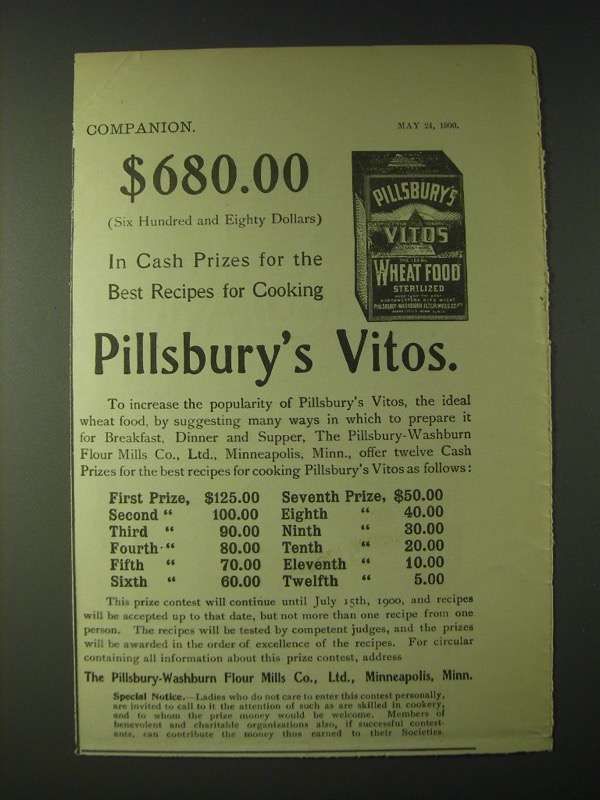 COMPANION. MAY 24, 1900.
$680.00
(Six Hundred and Eighty Dollars)
In Cash Prizes for the
Best Recipes for Cooking
PILLSBURY'S
VITOS
WHEAT FOOD
STERILIZED
PILLSBURY-WASHBURN FLOUR MILLS CO.
Pillsbury's Vitos.
To increase the popularity of Pillsbury's Vitos, the ideal
wheat food, by suggesting many ways in which to prepare it
for Breakfast, Dinner and Supper, The Pillsbury-Washburn
Flour Mills Co., Ltd., Minneapolis, Minn., offer twelve Cash
Prizes for the best recipes for cooking Pillsbury's Vitos as follows:
First Prize, $125.00 Seventh Prize, $50.00
Second “ 100.00 Eighth “ 40.00
Third “ 90.00 Ninth “ 30.00
Fourth “ 80.00 Tenth “ 20.00
Fifth “ 70.00 Eleventh “ 10.00
Sixth “ 60.00 Twelfth “ 5.00
This prize contest will continue until July 15th, 1900, and recipes
will be accepted up to that date, but not more than one recipe from one
person. The recipes will be tested by competent judges, and the prizes
will be awarded in the order of excellence of the recipes. For circular
containing all information about this prize contest, address
The Pillsbury-Washburn Flour Mills Co., Ltd., Minneapolis, Minn.
Special Notice.—Ladies who do not care to enter this contest personally,
are invited to call to it the attention of such as are skilled in cookery,
and to whom the prize money would be welcome. Members of
benevolent and charitable organizations also, if successful contest-
ants, can contribute the money thus earned to their Societies.